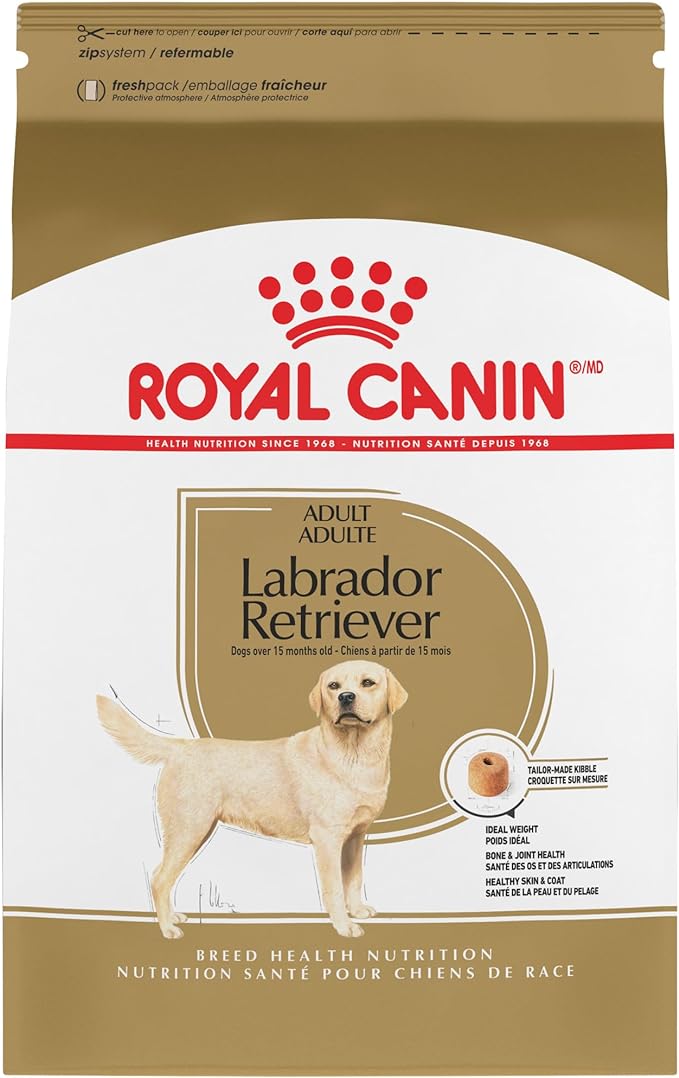 cut here to open / couper ici pour ouvrir / corte aquí para abrir
zipsystem / refermable
freshpack / emballage fraîcheur
Protective atmosphere / Atmosphère protectrice
ROYAL CANIN®/MD
HEALTH NUTRITION SINCE 1968 - NUTRITION SANTÉ DEPUIS 1968
ADULT
ADULTE
Labrador
Retriever
Dogs over 15 months old - Chiens à partir de 15 mois
TAILOR-MADE KIBBLE
CROQUETTE SUR MESURE
IDEAL WEIGHT
POIDS IDÉAL
BONE & JOINT HEALTH
SANTÉ DES OS ET DES ARTICULATIONS
HEALTHY SKIN & COAT
SANTÉ DE LA PEAU ET DU PELAGE
BREED HEALTH NUTRITION
NUTRITION SANTÉ POUR CHIENS DE RACE